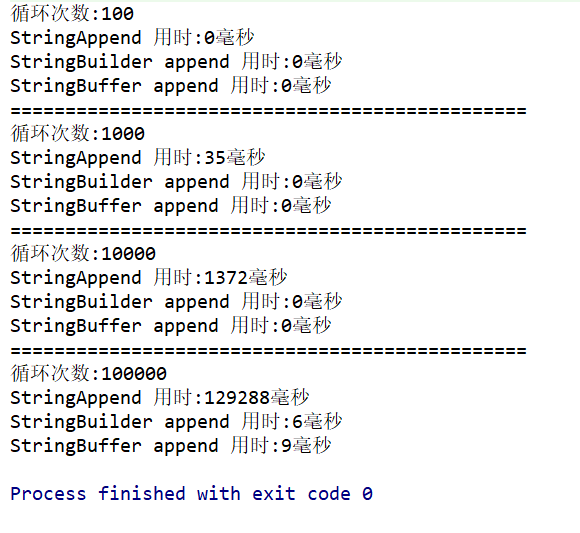 循环次数:100
StringAppend 用时:0毫秒
StringBuilder append 用时:0毫秒
StringBuffer append 用时:0毫秒
===============================================
循环次数:1000
StringAppend 用时:35毫秒
StringBuilder append 用时:0毫秒
StringBuffer append 用时:0毫秒
===============================================
循环次数:10000
StringAppend 用时:1372毫秒
StringBuilder append 用时:0毫秒
StringBuffer append 用时:0毫秒
===============================================
循环次数:100000
StringAppend 用时:129288毫秒
StringBuilder append 用时:6毫秒
StringBuffer append 用时:9毫秒
Process finished with exit code 0